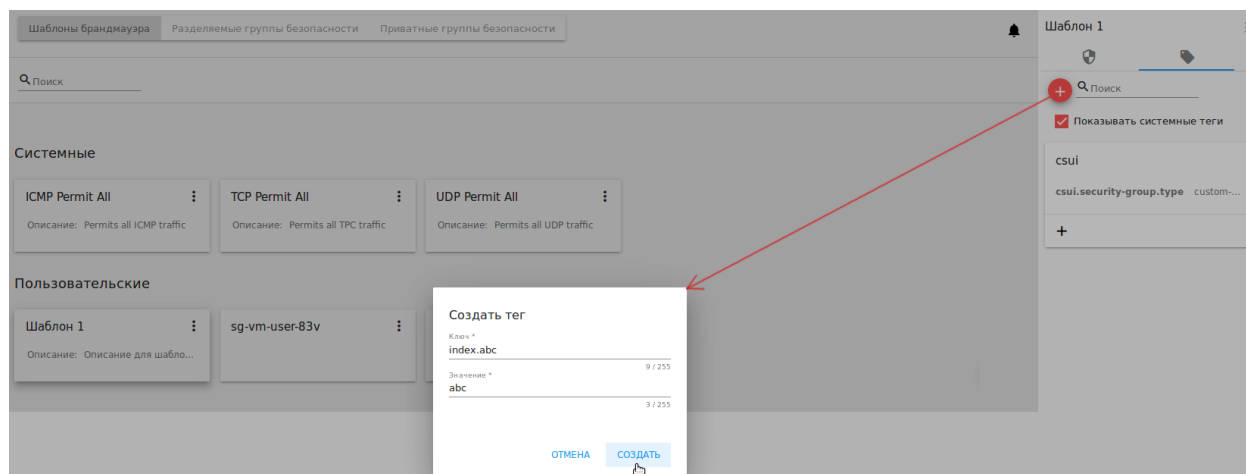 Шаблоны брандмауэра Разделяемые группы безопасности Приватные группы безопасности
Поиск
Системные
ICMP Permit All
Описание: Permits all ICMP traffic
TCP Permit All
Описание: Permits all TPC traffic
UDP Permit All
Описание: Permits all UDP traffic
Пользовательские
Шаблон 1
Описание: Описание для шабло...
sg-vm-user-83v
Создать тег
Ключ *
index.abc
9 / 255
Значение *
abc
3 / 255
ОТМЕНА СОЗДАТЬ
Шаблон 1
Поиск
Показывать системные теги
csui
csui.security-group.type custom-...